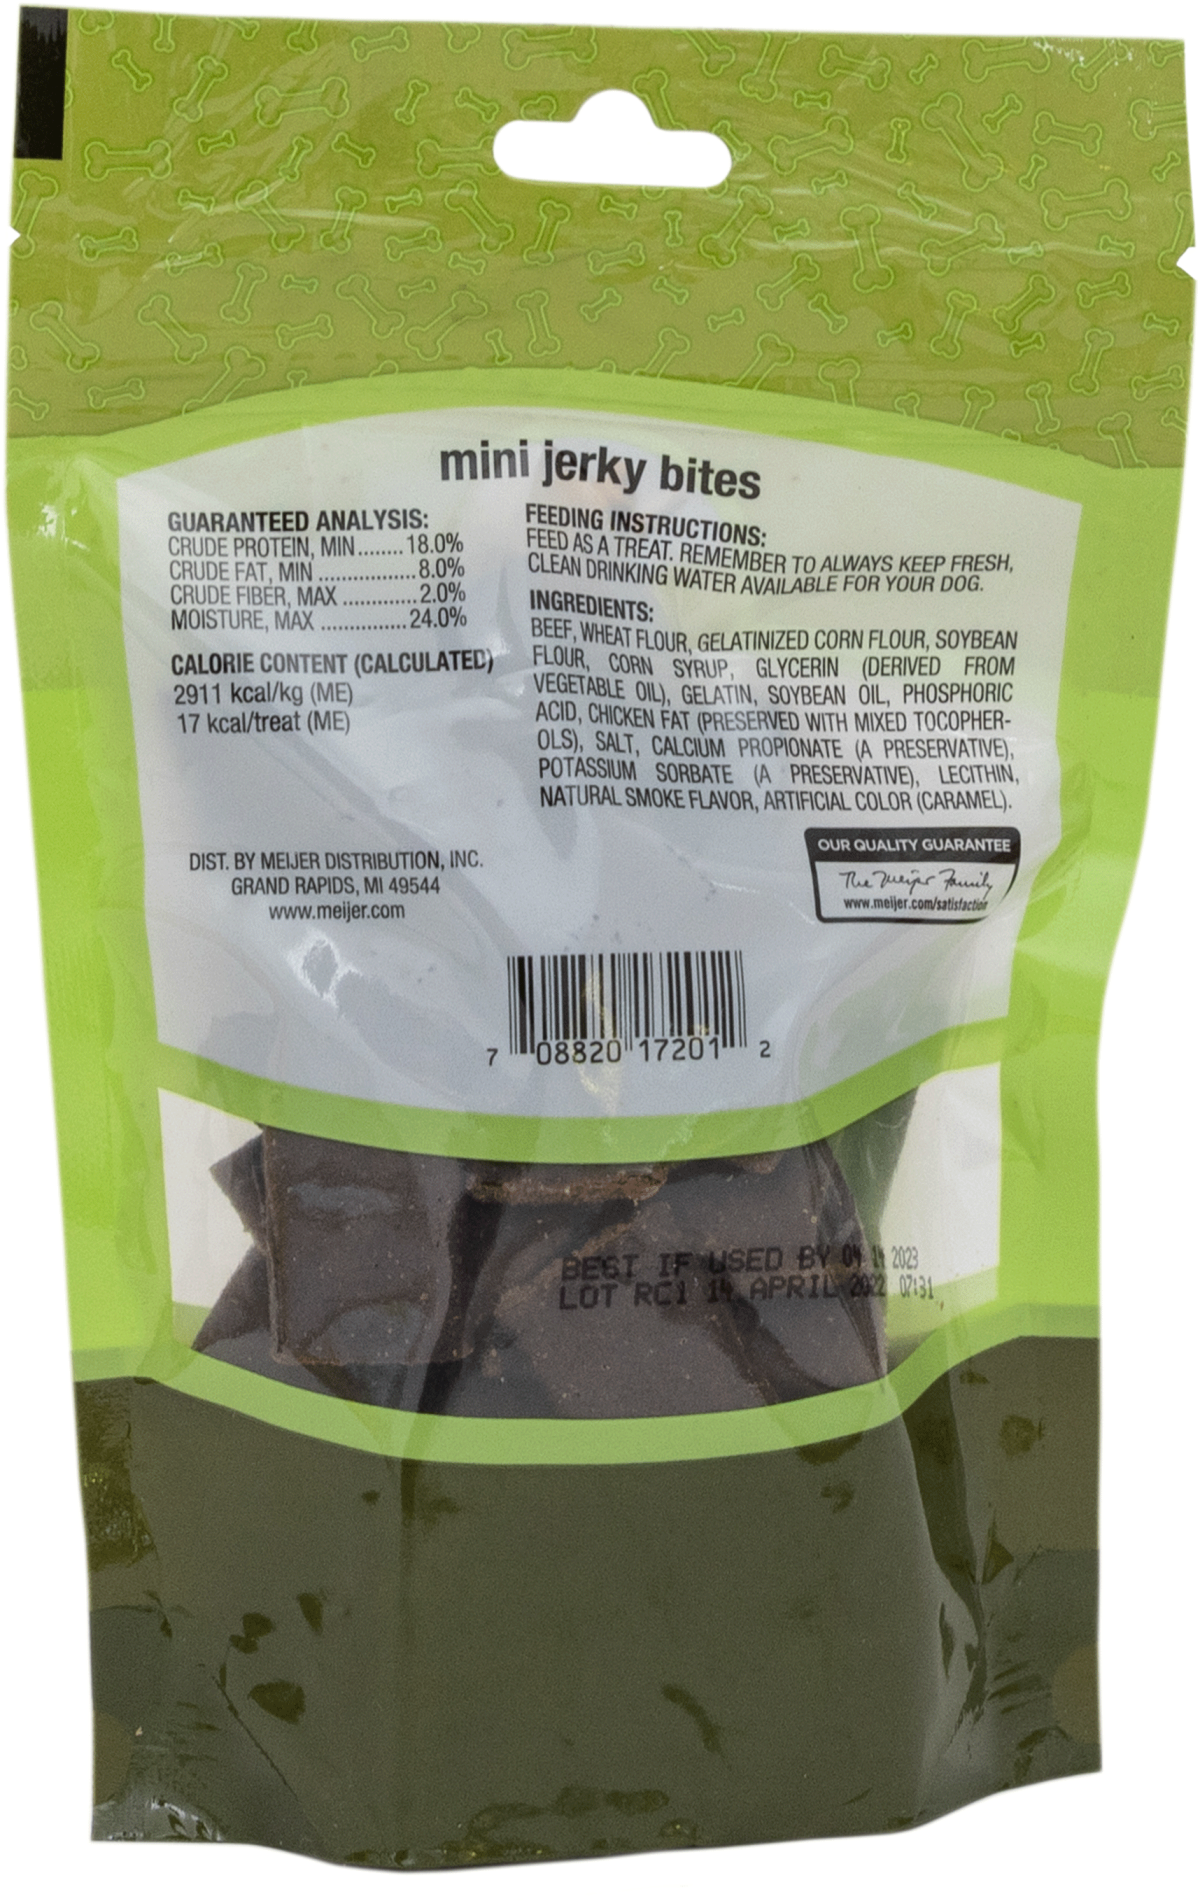 mini jerky bites
GUARANTEED ANALYSIS:
CRUDE PROTEIN, MIN........18.0%
CRUDE FAT, MIN .................8.0%
CRUDE FIBER, MAX .............2.0%
MOISTURE, MAX ...............24.0%
CALORIE CONTENT (CALCULATED)
2911 kcal/kg (ME)
17 kcal/treat (ME)
DIST. BY MEIJER DISTRIBUTION, INC.
GRAND RAPIDS, MI 49544
www.meijer.com
FEEDING INSTRUCTIONS:
FEED AS A TREAT. REMEMBER TO ALWAYS KEEP FRESH,
CLEAN DRINKING WATER AVAILABLE FOR YOUR DOG.
INGREDIENTS:
BEEF, WHEAT FLOUR, GELATINIZED CORN FLOUR, SOYBEAN
FLOUR, CORN SYRUP, GLYCERIN (DERIVED FROM
VEGETABLE OIL), GELATIN, SOYBEAN OIL, PHOSPHORIC
ACID, CHICKEN FAT (PRESERVED WITH MIXED TOCOPHER-
OLS), SALT, CALCIUM PROPIONATE (A PRESERVATIVE),
POTASSIUM SORBATE (A PRESERVATIVE), LECITHIN,
NATURAL SMOKE FLAVOR, ARTIFICIAL COLOR (CARAMEL).
OUR QUALITY GUARANTEE
The Meijer Family
www.meijer.com/satisfaction
7 08820 17201 2
BEST IF USED BY 04 14 2023
LOT RC1 14 APRIL 2022 07:31